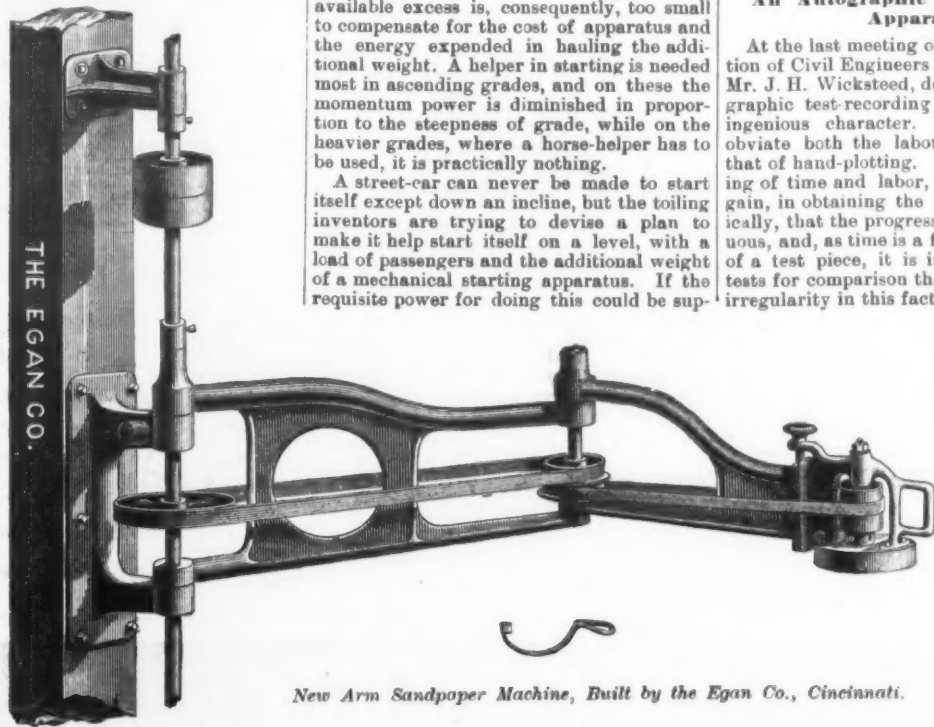 available excess is, consequently, too small
to compensate for the cost of apparatus and
the energy expended in hauling the addi-
tional weight. A helper in starting is needed
most in ascending grades, and on these the
momentum power is diminished in propor-
tion to the steepness of grade, while on the
heavier grades, where a horse-helper has to
be used, it is practically nothing.
A street-car can never be made to start
itself except down an incline, but the toiling
inventors are trying to devise a plan to
make it help start itself on a level, with a
load of passengers and the additional weight
of a mechanical starting apparatus. If the
requisite power for doing this could be sup-
An Autographic
Appara
At the last meeting o
tion of Civil Engineers
Mr. J. H. Wicksteed, de
graphic test-recording
ingenious character.
obviate both the labor
that of hand-plotting.
ing of time and labor,
gain, in obtaining the
ically, that the progress
uous, and, as time is a f
of a test piece, it is i
tests for comparison tha
irregularity in this fact
THE EGAN CO.
New Arm Sandpaper Machine, Built by the Egan Co., Cincinnati.